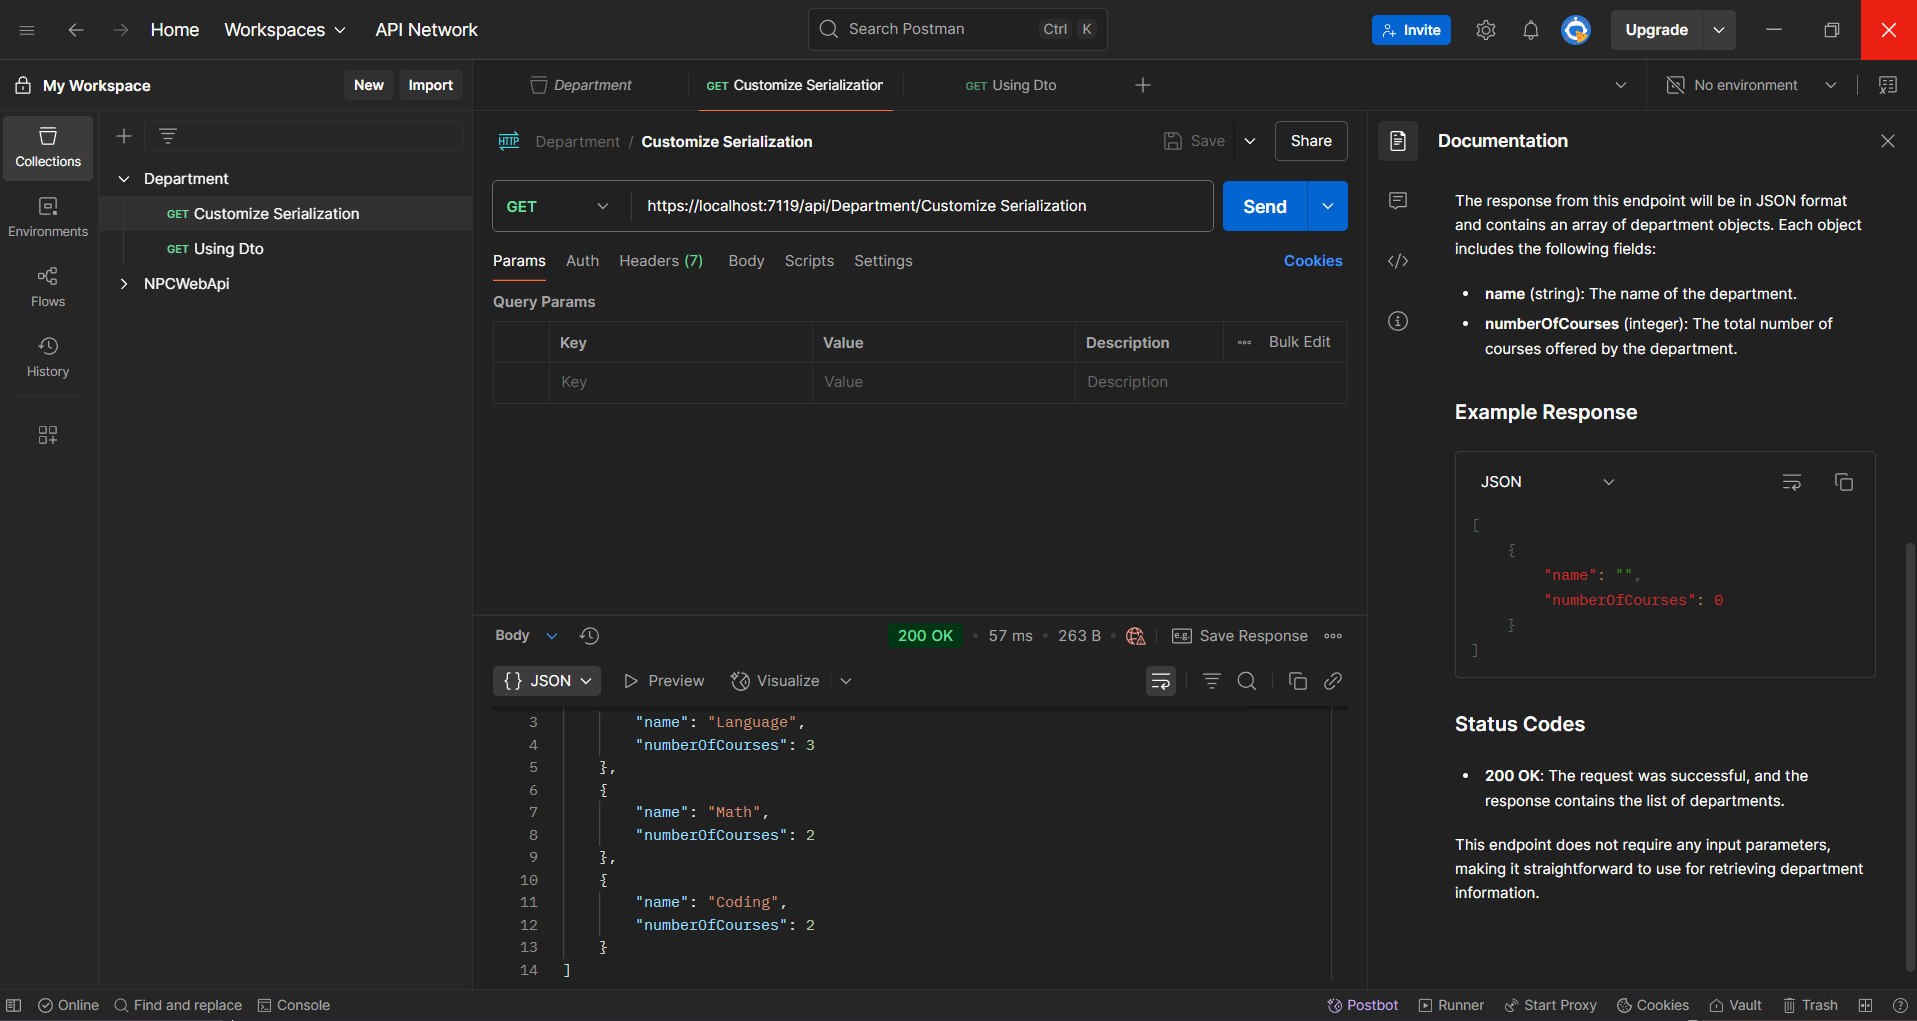 Home
Workspaces
API Network
Search Postman
Ctrl K
Invite
Upgrade
My Workspace
New
Import
Department
GET Customize Serialization
GET Using Dto
No environment
Collections
Environments
Flows
History
Department
GET Customize Serialization
GET Using Dto
NPCWebApi
HTTP
Department / Customize Serialization
Save
Share
GET
https://localhost:7119/api/Department/Customize Serialization
Send
Params
Auth
Headers (7)
Body
Scripts
Settings
Cookies
Query Params
Key
Value
Description
Bulk Edit
Key
Value
Description
Body
200 OK
57 ms
263 B
e.g. Save Response
{} JSON
Preview
Visualize
3 "name": "Language",
4 "numberOfCourses": 3
5 },
6 {
7 "name": "Math",
8 "numberOfCourses": 2
9 },
10 {
11 "name": "Coding",
12 "numberOfCourses": 2
13 }
14 ]
Documentation
The response from this endpoint will be in JSON format
and contains an array of department objects. Each object
includes the following fields:
• name (string): The name of the department.
• numberOfCourses (integer): The total number of
courses offered by the department.
Example Response
JSON
[
{
"name": "",
"numberOfCourses": 0
}
]
Status Codes
• 200 OK: The request was successful, and the
response contains the list of departments.
This endpoint does not require any input parameters,
making it straightforward to use for retrieving department
information.
Online
Find and replace
Console
Postbot
Runner
Start Proxy
Cookies
Vault
Trash